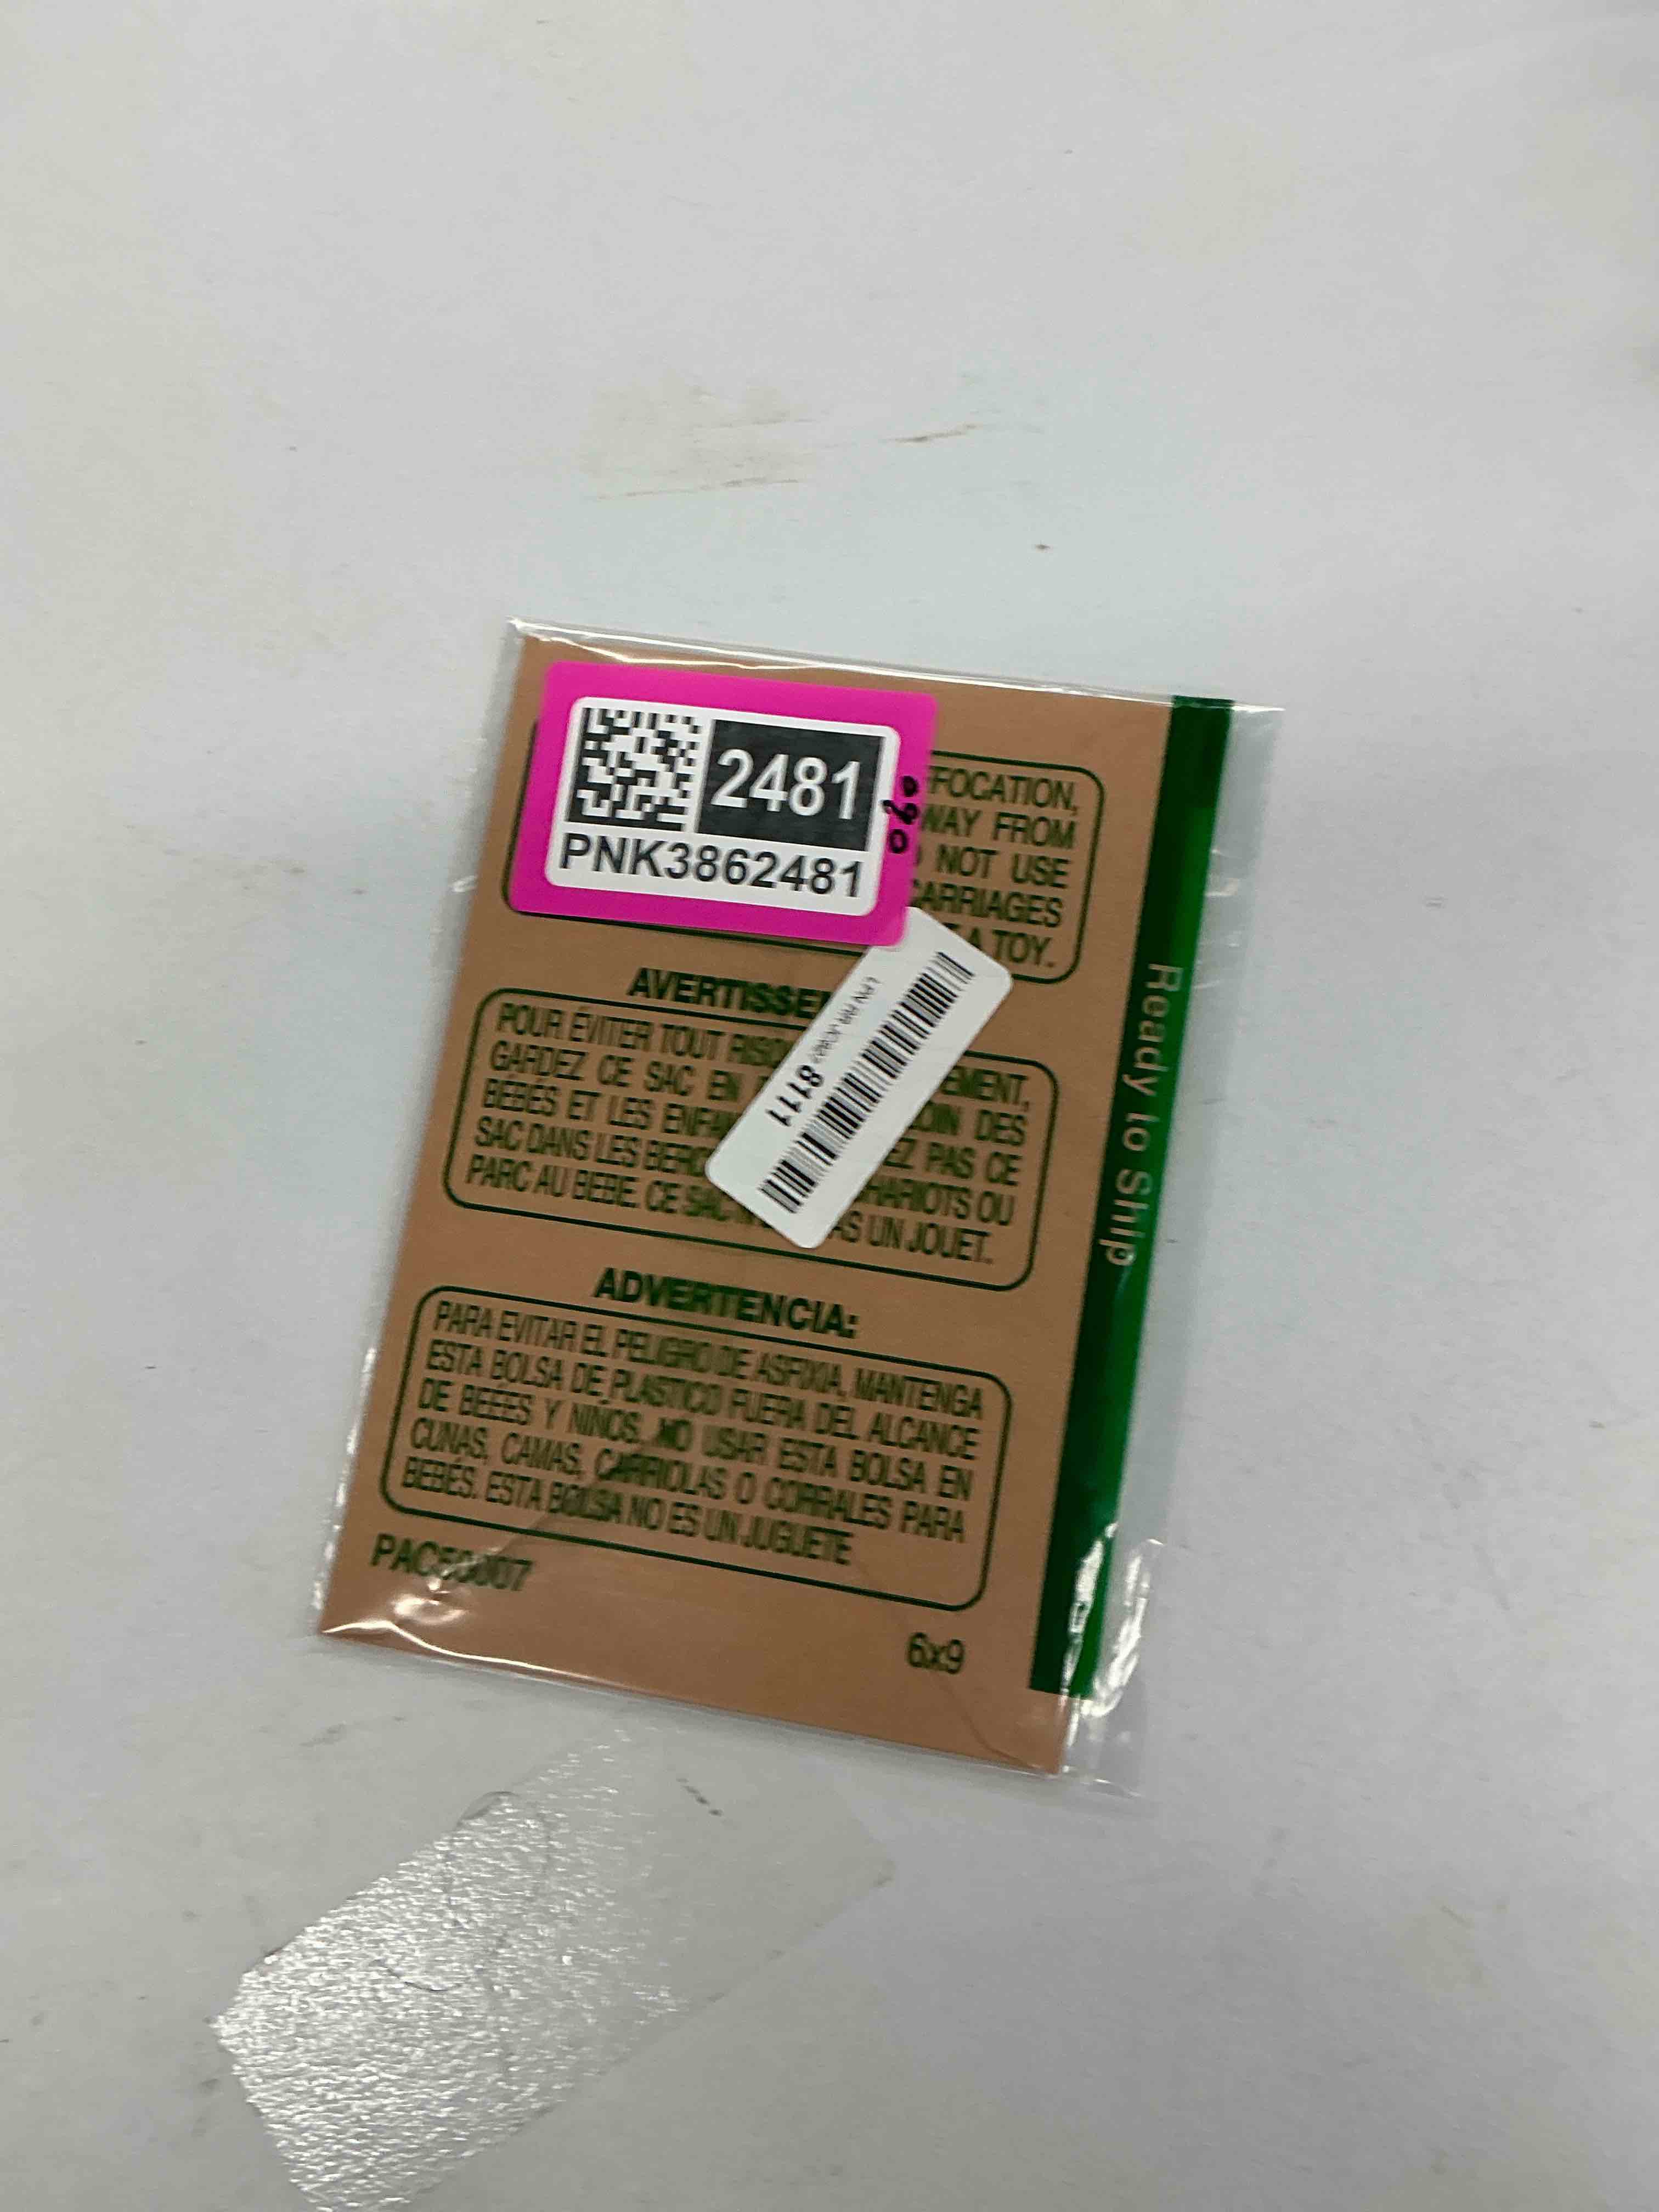 2481
PNK3862481
FFOCATION,
WAY FROM
NOT USE
CARRIAGES
A TOY.
8111
AVERTISSE
POUR ÉVITER TOUT
EMENT,
GARDEZ CE SAC EN
DES
BÉBÉS ET LES
PAS CE
SAC DANS LES
HARIOTS OU
PARC AU BÉBÉ. CE SAC
AS UN JOUET.
ADVERTENCIA:
PARA EVITAR EL PELIGRO DE ASFIXIA, MANTENGA
ESTA BOLSA DE PLASTICO FUERA DEL ALCANCE
DE BEBES Y NIÑOS. NO USAR ESTA BOLSA EN
CUNAS, CAMAS, CARRIOLAS O CORRALES PARA
BEBÉS. ESTA BOLSA NO ES UN JUGUETE
PAC50007
6x9
Ready to Ship